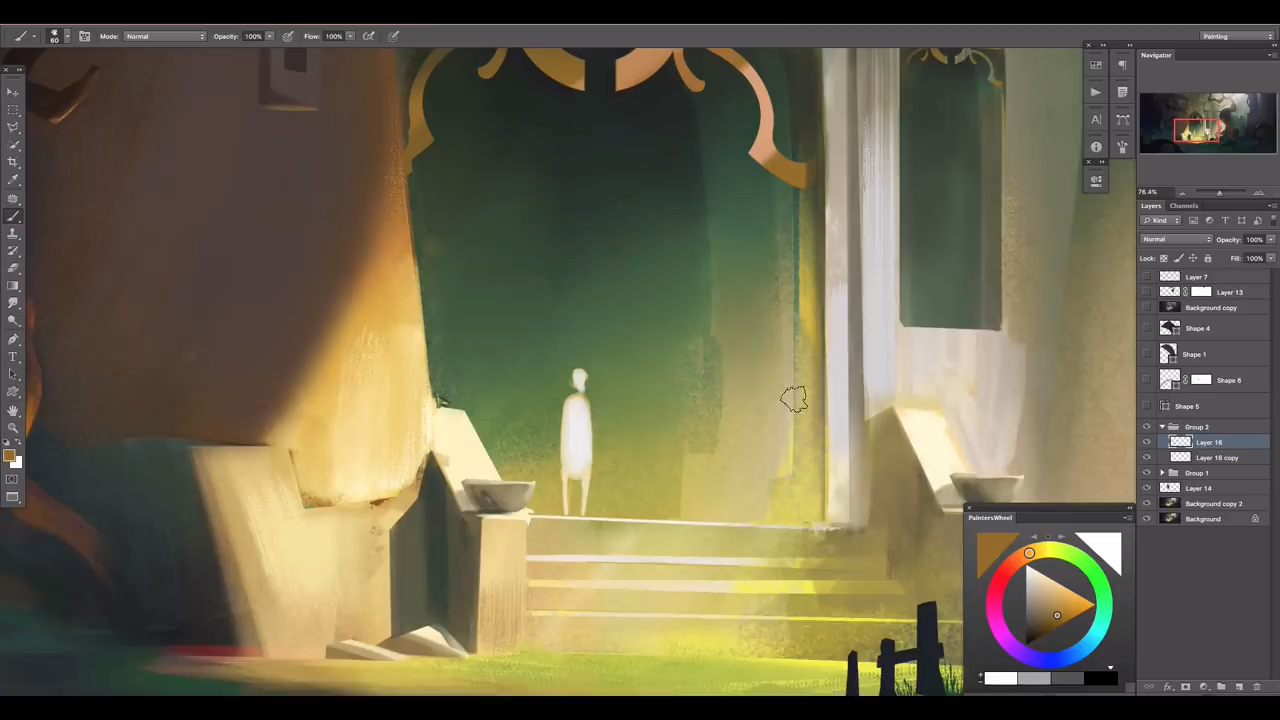 60
Mode: Normal
Opacity: 100%
Flow: 100%
Painting
Navigator
76.4%
Layers Channels
Kind
Normal
Opacity: 100%
Lock:
Fill: 100%
Layer 7
Layer 13
Background copy
Shape 4
Shape 1
Shape 6
Shape 5
Group 2
Layer 16
Layer 16 copy
Group 1
Layer 14
Background copy 2
Background
PaintersWheel